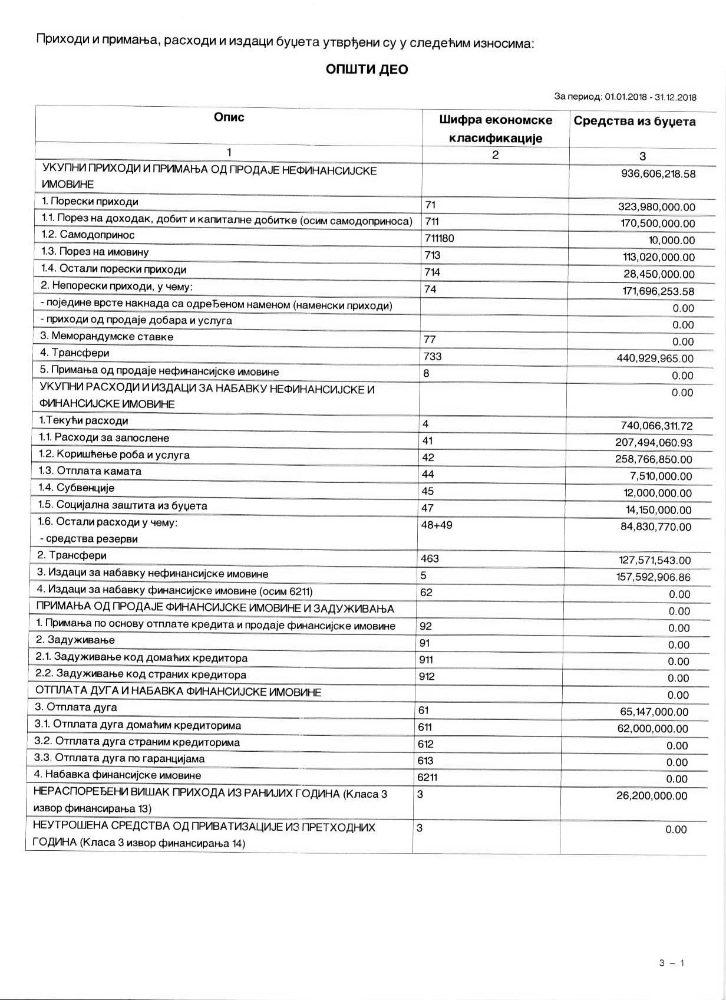 Приходи и примања, расходи и издаци буџета утврђени су у следећим износима:
ОПШТИ ДЕО
За период: 01.01.2018 - 31.12.2018
Опис
Шифра економске
класификације
Средства из буџета
1 2 3
УКУПНИ ПРИХОДИ И ПРИМАЊА ОД ПРОДАЈЕ НЕФИНАНСИЈСКЕ 936,606,218.58
ИМОВИНЕ
1. Порески приходи 71 323,980,000.00
1.1. Порез на доходак, добит и капиталне добитке (осим самодоприноса) 711 170,500,000.00
1.2. Самодопринос 711180 10,000.00
1.3. Порез на имовину 713 113,020,000.00
1.4. Остали порески приходи 714 28,450,000.00
2. Непорески приходи, у чему: 74 171,696,253.58
- поједине врсте накнада са одреЂеном наменом (наменски приходи) 0.00
- приходи од продаје добара и услуга 0.00
3. Меморандумске ставке 77 0.00
4. Трансфери 733 440,929,965.00
5. Примања од продаје нефинансијске имовине 8 0.00
УКУПНИ РАСХОДИ И ИЗДАЦИ ЗА НАБАВКУ НЕФИНАНСИЈСКЕ И 0.00
ФИНАНСИЈСКЕ ИМОВИНЕ
1.Текући расходи 4 740,066,311.72
1.1. Расходи за запослене 41 207,494,060.93
1.2. Коришћење роба и услуга 42 258,766,850.00
1.3. Отплата камата 44 7,510,000.00
1.4. Субвенције 45 12,000,000.00
1.5. Социјална заштита из буџета 47 14,150,000.00
1.6. Остали расходи у чему: 48+49 84,830,770.00
- средства резерви
2. Трансфери 463 127,571,543.00
3. Издаци за набавку нефинансијске имовине 5 157,592,906.86
4. Издаци за набавку финансијске имовине (осим 6211) 62 0.00
ПРИМАЊА ОД ПРОДАЈЕ ФИНАНСИЈСКЕ ИМОВИНЕ И ЗАДУЖИВАЊА 0.00
1. Примања по основу отплате кредита и продаје финансијске имовине 92 0.00
2. Задуживање 91 0.00
2.1. Задуживање код домаћих кредитора 911 0.00
2.2. Задуживање код страних кредитора 912 0.00
ОТПЛАТА ДУГА И НАБАВКА ФИНАНСИЈСКЕ ИМОВИНЕ 0.00
3. Отплата дуга 61 65,147,000.00
3.1. Отплата дуга домаћим кредиторима 611 62,000,000.00
3.2. Отплата дуга страним кредиторима 612 0.00
3.3. Отплата дуга по гаранцијама 613 0.00
4. Набавка финансијске имовине 6211 0.00
НЕРАСПОРЕЂЕНИ ВИШАК ПРИХОДА ИЗ РАНИЈИХ ГОДИНА (Класа 3 3 26,200,000.00
извор финансирања 13)
НЕУТРОШЕНА СРЕДСТВА ОД ПРИВАТИЗАЦИЈЕ ИЗ ПРЕТХОДНИХ 3 0.00
ГОДИНА (Класа 3 извор финансирања 14)
3 - 1